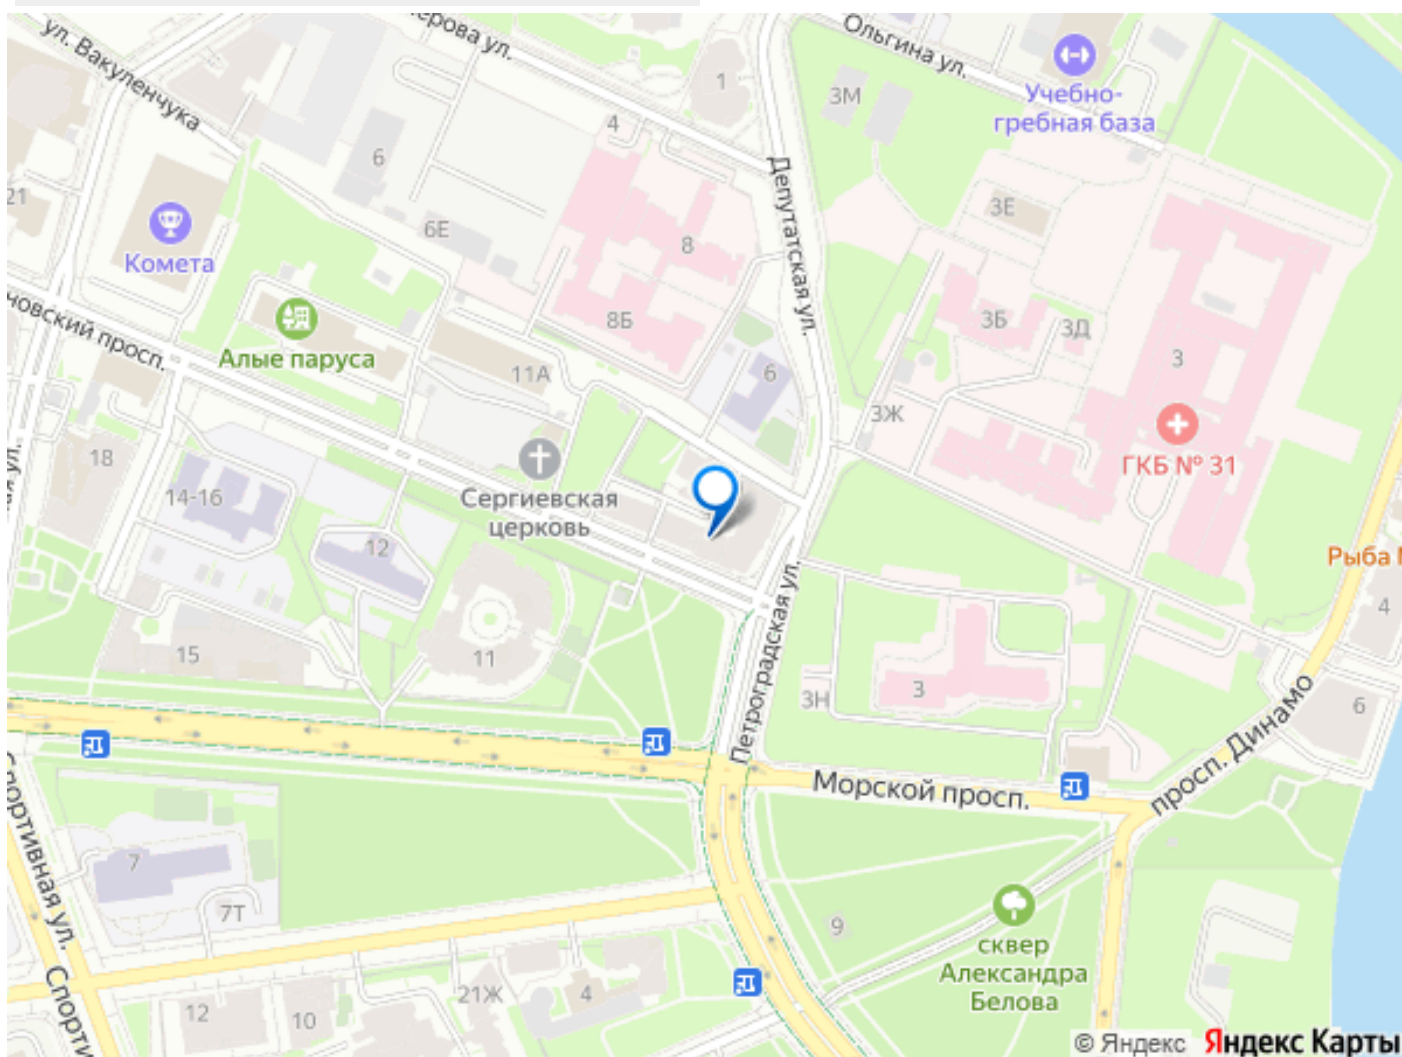 ул. Вакуленчука
ерова ул.
Ольгина ул.
1
3М
Учебно-
гребная база
4
6
Депутатская ул.
21
6Е
3Е
8
Комета
новский просп.
8Б
3Б
3Д
3
Алые паруса
11А
6
3Ж
ГКБ № 31
18
Сергиевская
церковь
14-16
12
Рыба
4
Петроградская ул.
15
11
3
3Н
6
просп. Динамо
Морской просп.
Спортивная ул.
7
7Т
9
сквер
Александра
Белова
21Ж
4
12
10
Спорти
© Яндекс Яндекс Карты